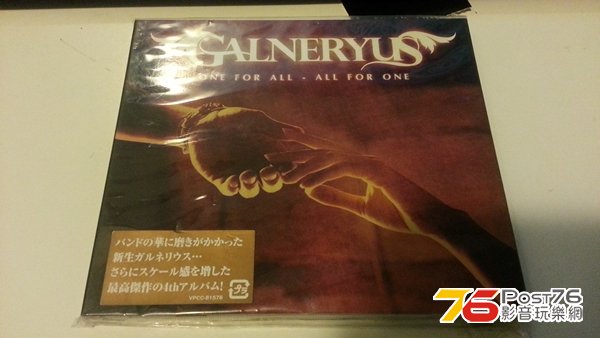 GALNERYUS
ONE FOR ALL - ALL FOR ONE
バンドの華に磨きがかかった
新生ガルネリウス…
さらにスケール感を増した
最高傑作の4thアルバム!
VPCC-81576
プラ
76 Post76
影音玩樂網